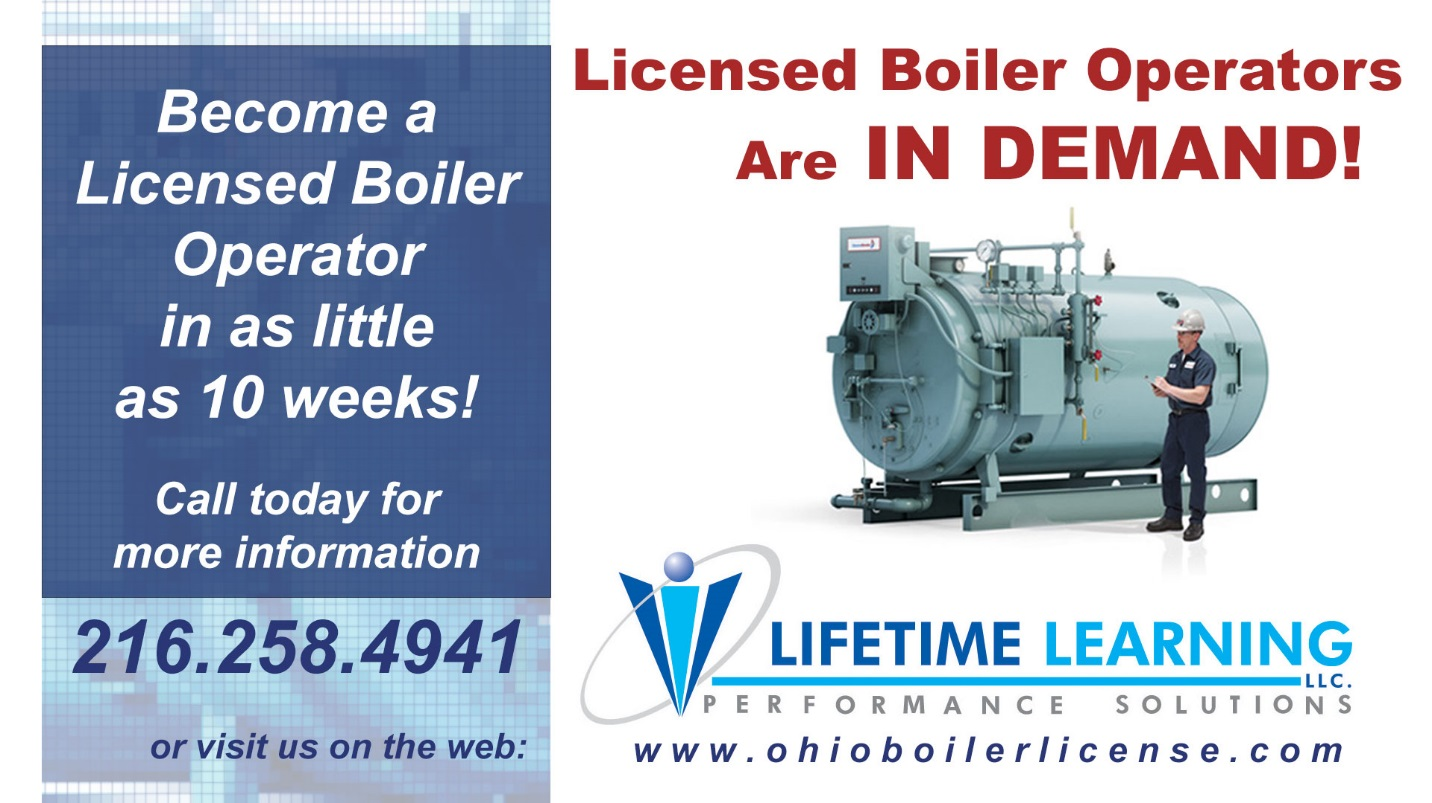 Become a
Licensed Boiler
Operator
in as little
as 10 weeks!
Call today for
more information
216.258.4941
or visit us on the web:
Licensed Boiler Operators
Are IN DEMAND!
LIFETIME LEARNING
LLC.
PERFORMANCE SOLUTIONS
www.ohioboilerlicense.com